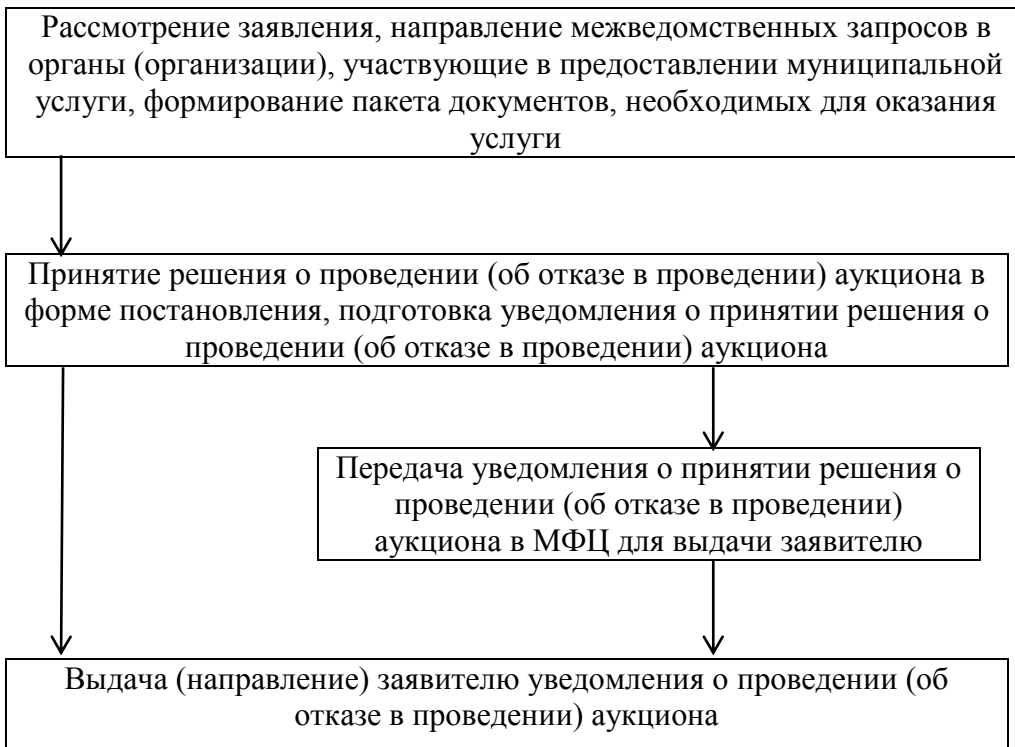 Рассмотрение заявления, направление межведомственных запросов в
органы (организации), участвующие в предоставлении муниципальной
услуги, формирование пакета документов, необходимых для оказания
услуги
Принятие решения о проведении (об отказе в проведении) аукциона в
форме постановления, подготовка уведомления о принятии решения о
проведении (об отказе в проведении) аукциона
Передача уведомления о принятии решения о
проведении (об отказе в проведении)
аукциона в МФЦ для выдачи заявителю
Выдача (направление) заявителю уведомления о проведении (об
отказе в проведении) аукциона